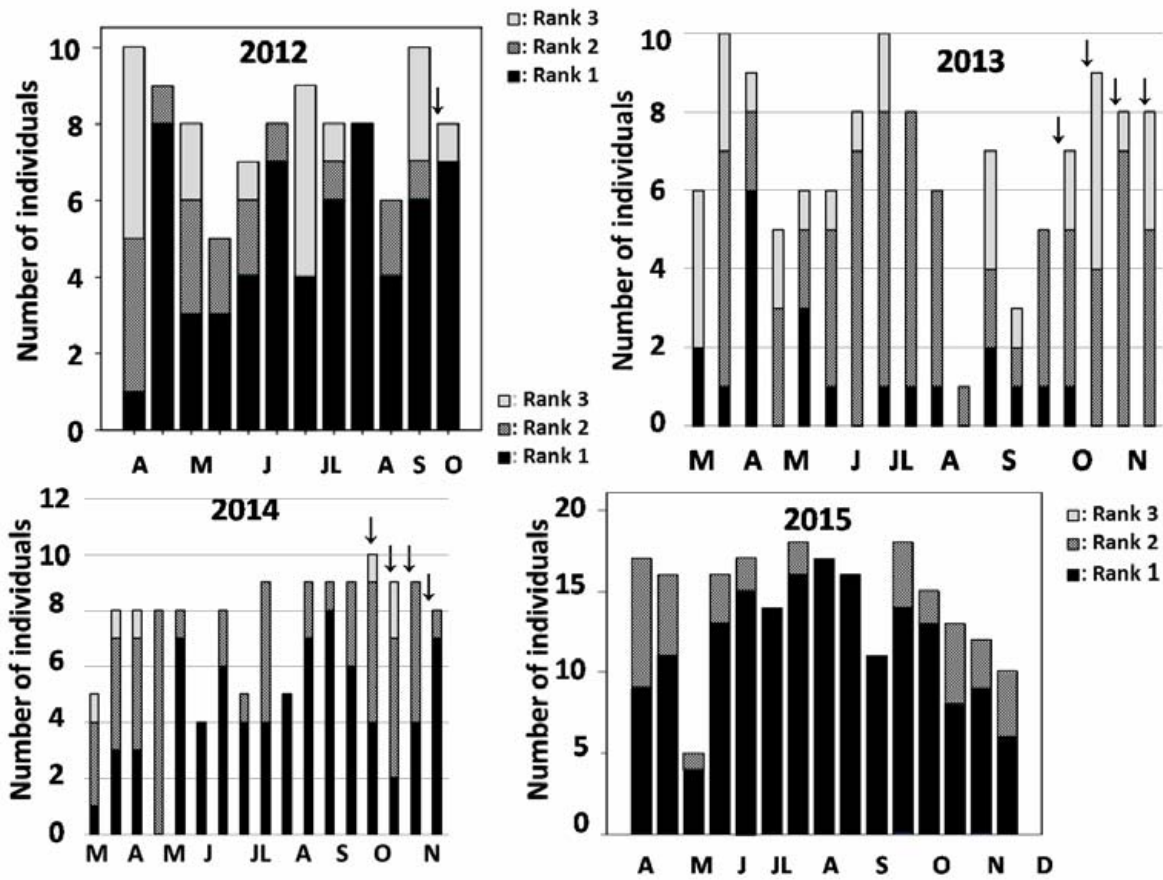 2012
□: Rank 3
▩: Rank 2
■: Rank 1
Number of individuals
10
8
6
4
2
0
A M J JL A S O
2013
Number of individuals
10
8
6
4
2
0
M A M J JL A S O N
□: Rank 3
▩: Rank 2
■: Rank 1
2014
Number of individuals
12
10
8
6
4
2
0
M A M J JL A S O N
2015
Number of individuals
20
15
10
5
0
A M J JL A S O N D
□: Rank 3
▩: Rank 2
■: Rank 1